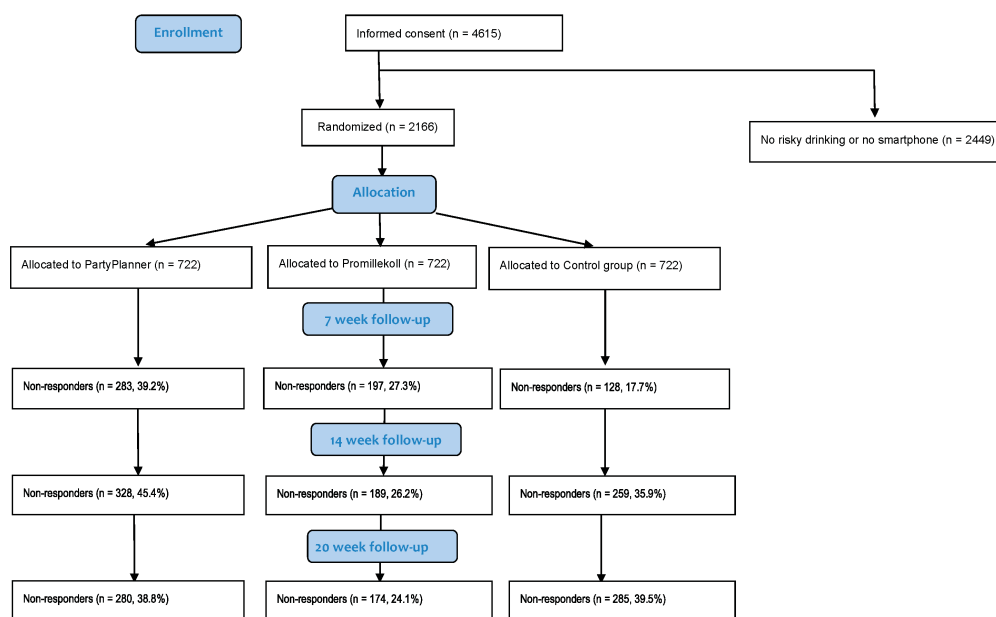 Enrollment
Informed consent (n = 4615)
Randomized (n = 2166)
No risky drinking or no smartphone (n = 2449)
Allocation
Allocated to PartyPlanner (n = 722)
Allocated to Promillekoll (n = 722)
Allocated to Control group (n = 722)
7 week follow-up
Non-responders (n = 283, 39.2%)
Non-responders (n = 197, 27.3%)
Non-responders (n = 128, 17.7%)
14 week follow-up
Non-responders (n = 328, 45.4%)
Non-responders (n = 189, 26.2%)
Non-responders (n = 259, 35.9%)
20 week follow-up
Non-responders (n = 280, 38.8%)
Non-responders (n = 174, 24.1%)
Non-responders (n = 285, 39.5%)